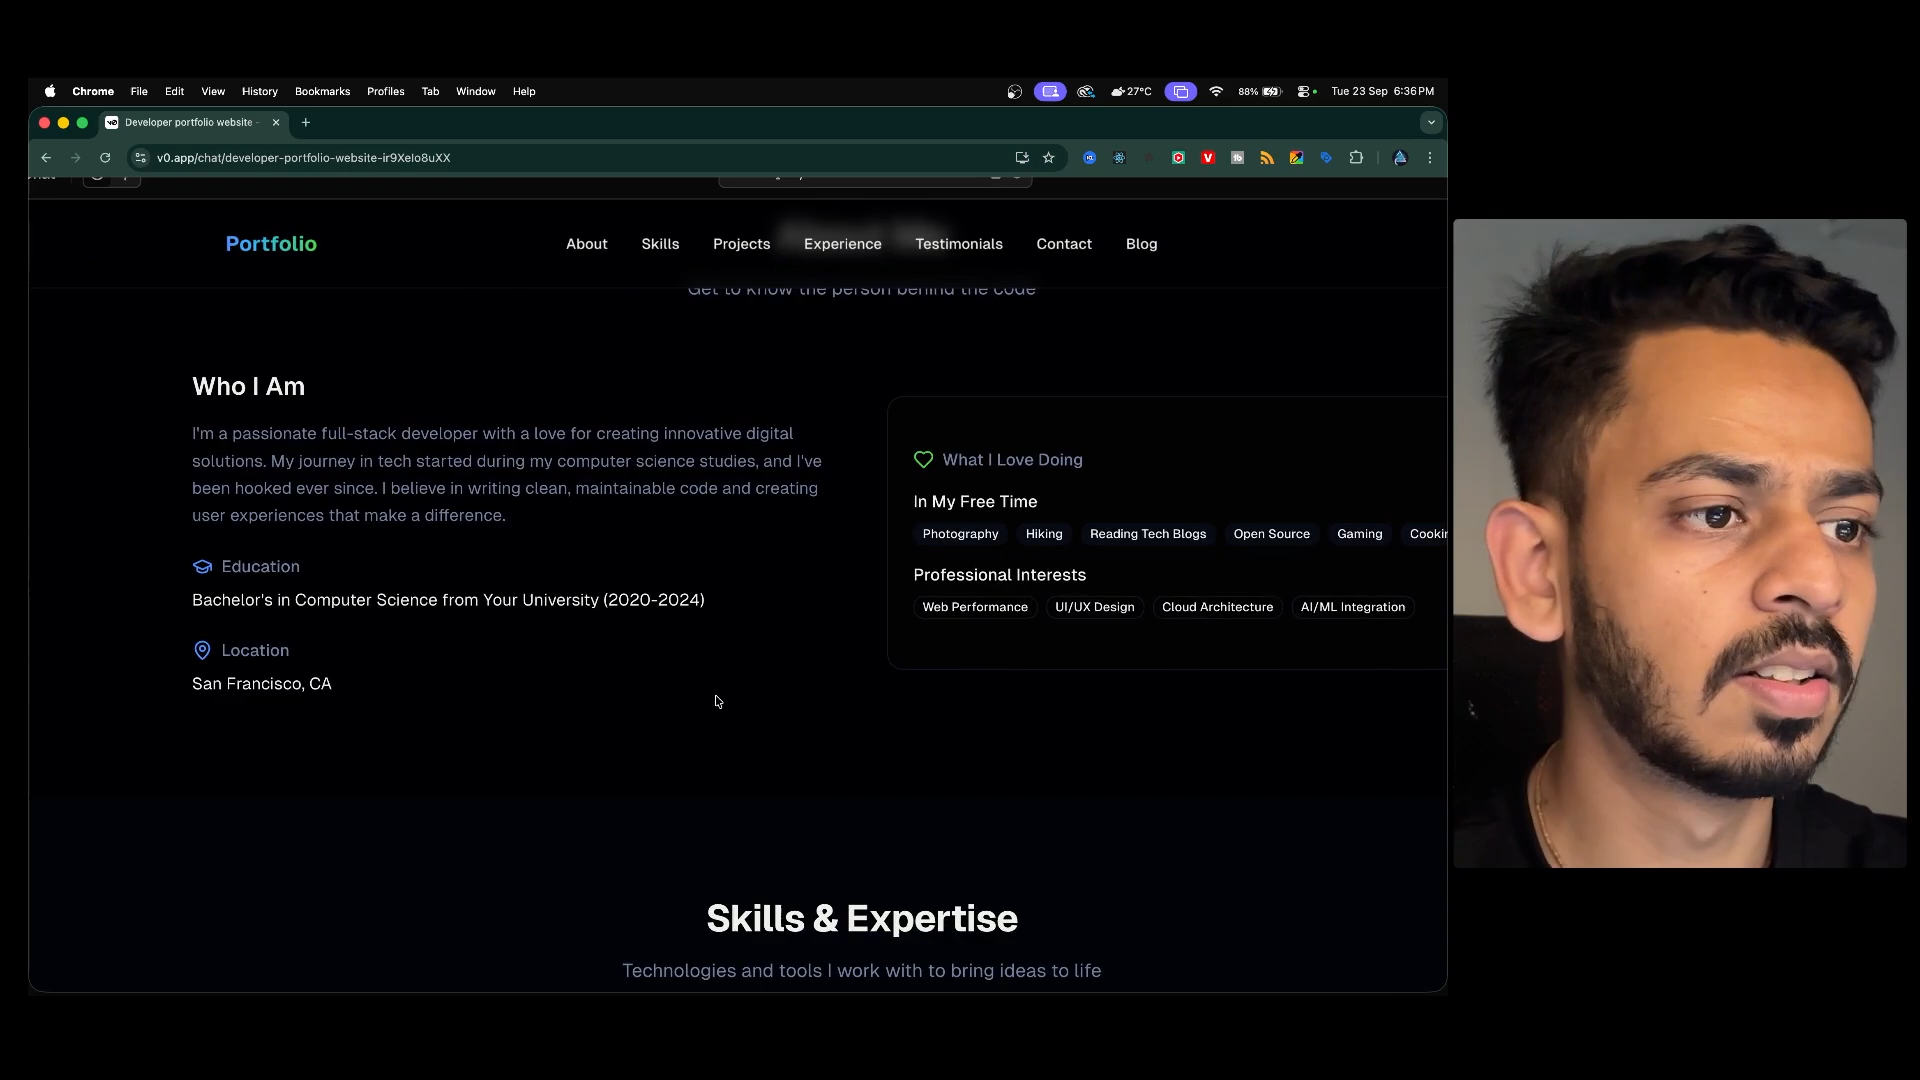 Chrome File Edit View History Bookmarks Profiles Tab Window Help 27°C 88% Tue 23 Sep 6:36 PM
Developer portfolio website -
v0.app/chat/developer-portfolio-website-ir9Xelo8uXX
Portfolio About Skills Projects Experience Testimonials Contact Blog
Get to know the person behind the code
Who I Am
I'm a passionate full-stack developer with a love for creating innovative digital
solutions. My journey in tech started during my computer science studies, and I've
been hooked ever since. I believe in writing clean, maintainable code and creating
user experiences that make a difference.
Education
Bachelor's in Computer Science from Your University (2020-2024)
Location
San Francisco, CA
What I Love Doing
In My Free Time
Photography Hiking Reading Tech Blogs Open Source Gaming
Professional Interests
Web Performance UI/UX Design Cloud Architecture AI/ML Integration
Skills & Expertise
Technologies and tools I work with to bring ideas to life